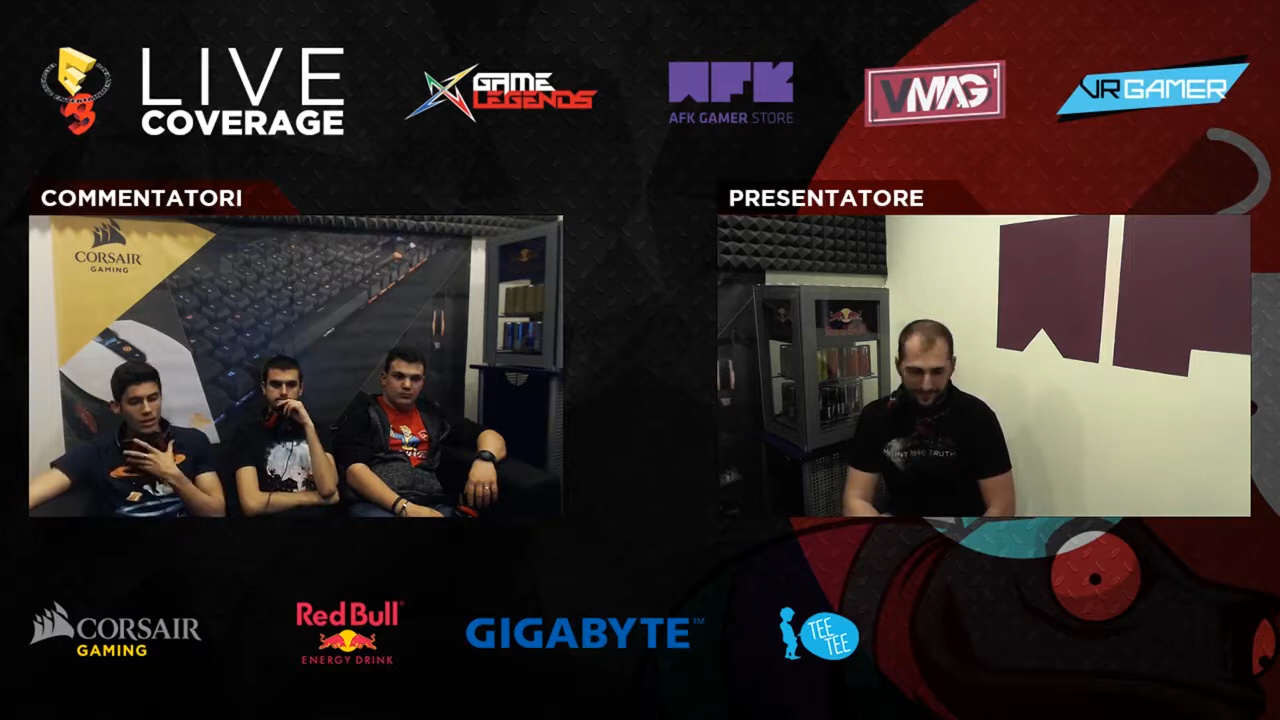 E3
LIVE
COVERAGE
GAME
LEGENDS
AFK
AFK GAMER STORE
VMAG
VRGAMER
COMMENTATORI
PRESENTATORE
CORSAIR
GAMING
CORSAIR
GAMING
Red Bull
ENERGY DRINK
GIGABYTE™
TEE
TEE